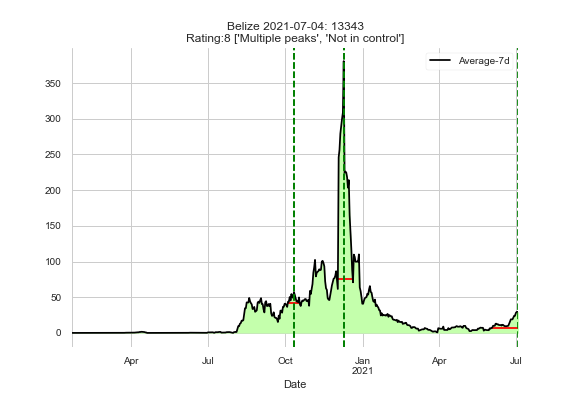 Belize 2021-07-04: 13343
Rating:8 ['Multiple peaks', 'Not in control']
Average-7d
350
300
250
200
150
100
50
0
Apr Jul Oct Jan Apr Jul
2021
Date